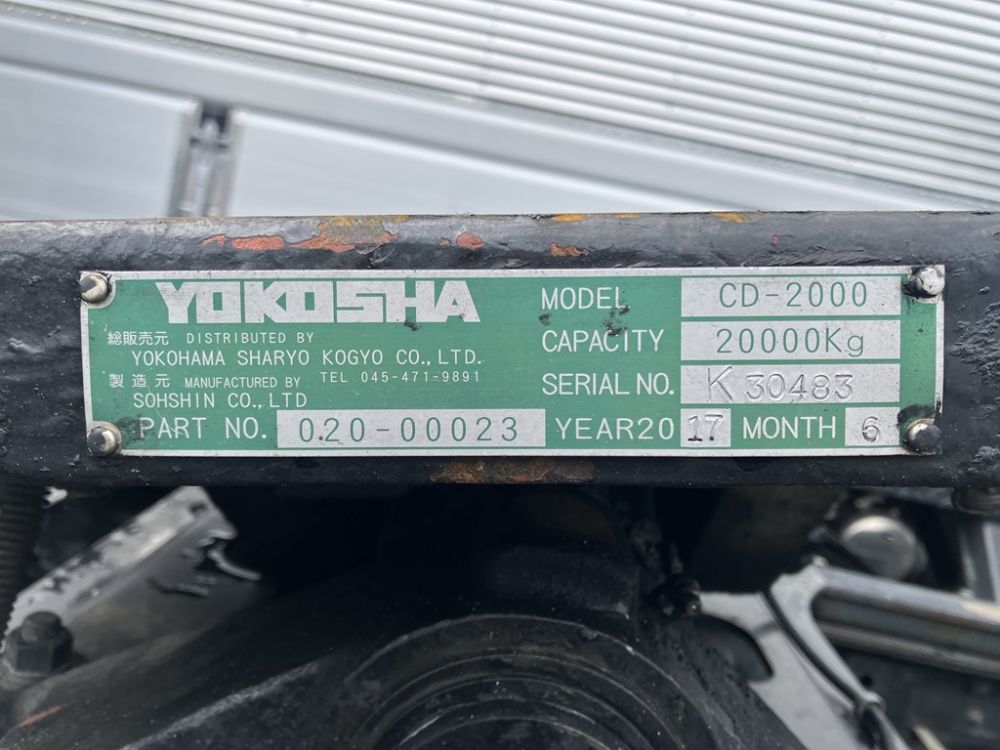 YOKOSHA
総販売元 DISTRIBUTED BY
YOKOHAMA SHARYO KOGYO CO.,LTD.
TEL 045-471-9891
製造元 MANUFACTURED BY
SOHSHIN CO.,LTD
MODEL CD-2000
CAPACITY 20000Kg
SERIAL NO. K 30483
PART NO. 020-00023 YEAR20 17 MONTH 6